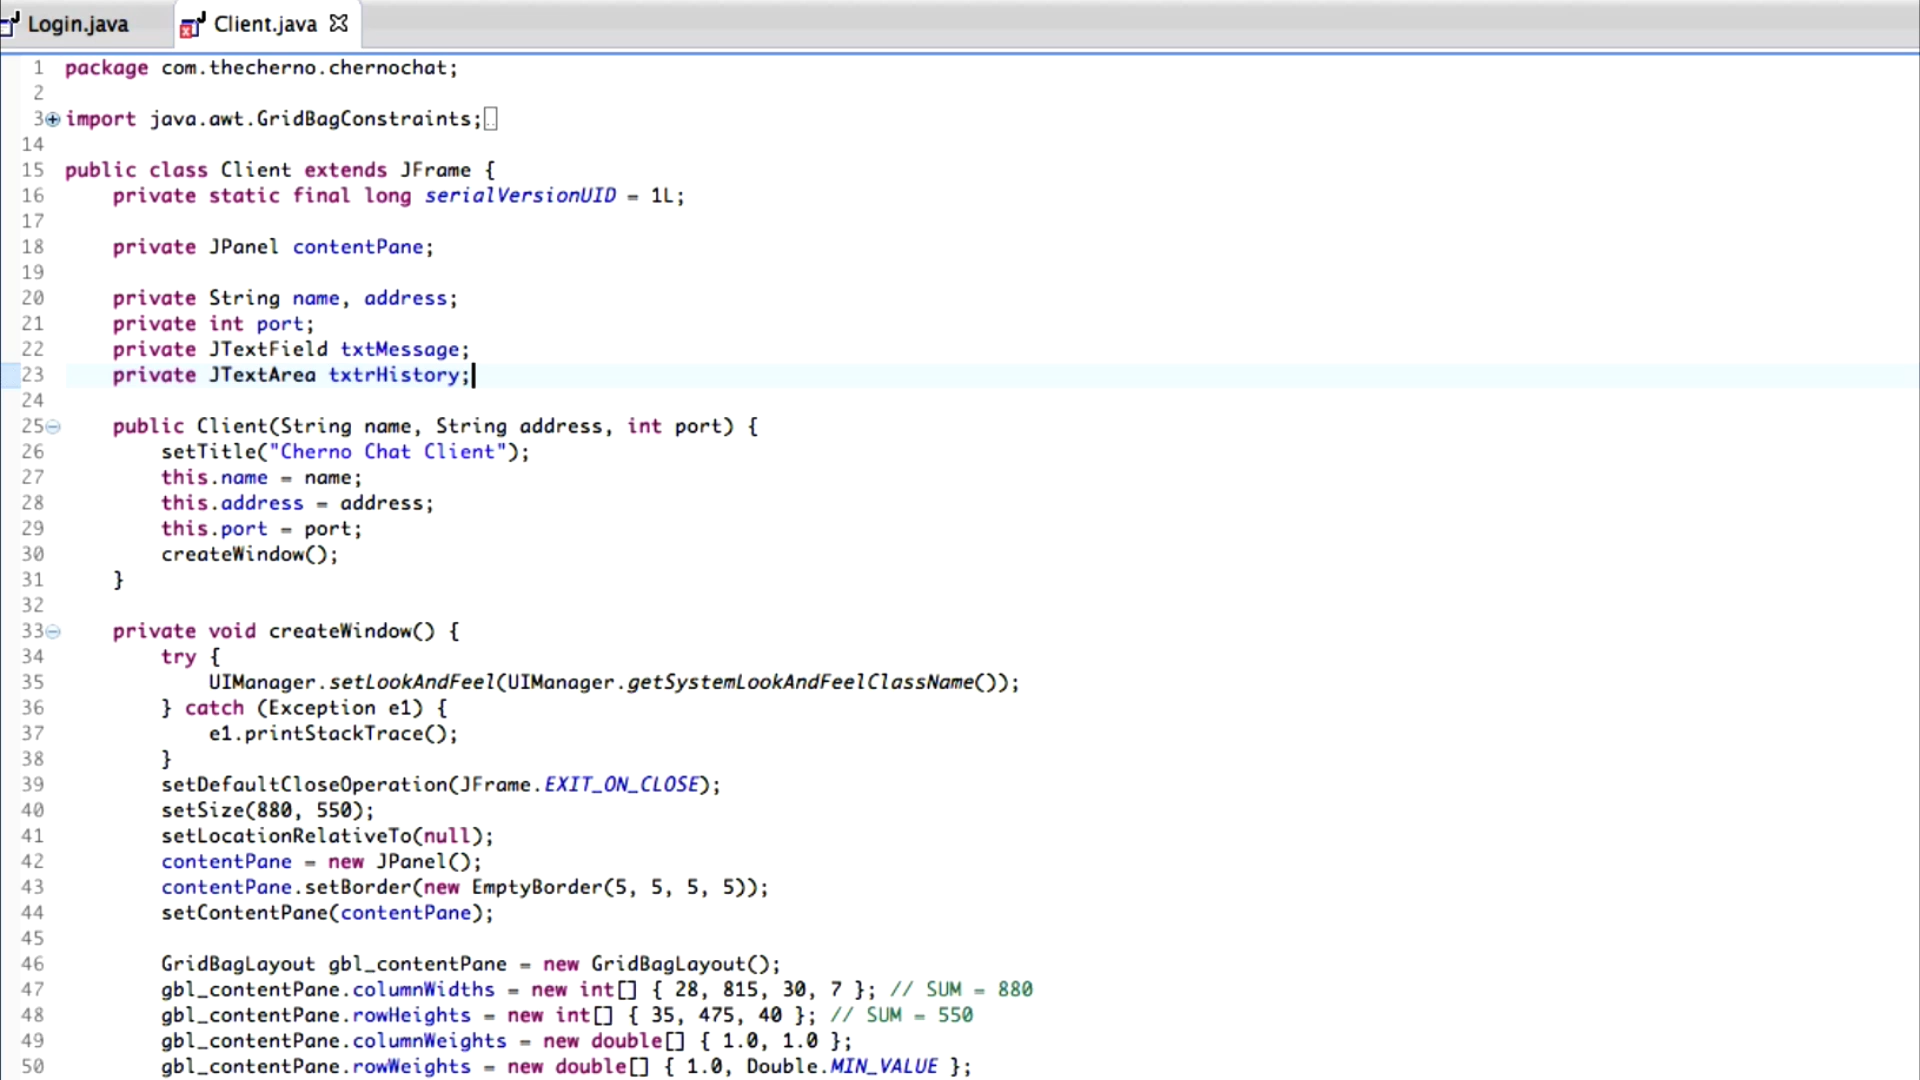 Login.java
Client.java
1 package com.thecherno.chernochat;
2
3 import java.awt.GridBagConstraints;
14
15 public class Client extends JFrame {
16 private static final long serialVersionUID = 1L;
17
18 private JPanel contentPane;
19
20 private String name, address;
21 private int port;
22 private JTextField txtMessage;
23 private JTextArea txtrHistory;
24
25 public Client(String name, String address, int port) {
26 setTitle("Cherno Chat Client");
27 this.name = name;
28 this.address = address;
29 this.port = port;
30 createWindow();
31 }
32
33 private void createWindow() {
34 try {
35 UIManager.setLookAndFeel(UIManager.getSystemLookAndFeelClassName());
36 } catch (Exception e1) {
37 e1.printStackTrace();
38 }
39 setDefaultCloseOperation(JFrame.EXIT_ON_CLOSE);
40 setSize(880, 550);
41 setLocationRelativeTo(null);
42 contentPane = new JPanel();
43 contentPane.setBorder(new EmptyBorder(5, 5, 5, 5));
44 setContentPane(contentPane);
45
46 GridBagLayout gbl_contentPane = new GridBagLayout();
47 gbl_contentPane.columnWidths = new int[] { 28, 815, 30, 7 }; // SUM = 880
48 gbl_contentPane.rowHeights = new int[] { 35, 475, 40 }; // SUM = 550
49 gbl_contentPane.columnWeights = new double[] { 1.0, 1.0 };
50 gbl_contentPane.rowWeights = new double[] { 1.0, Double.MIN_VALUE };